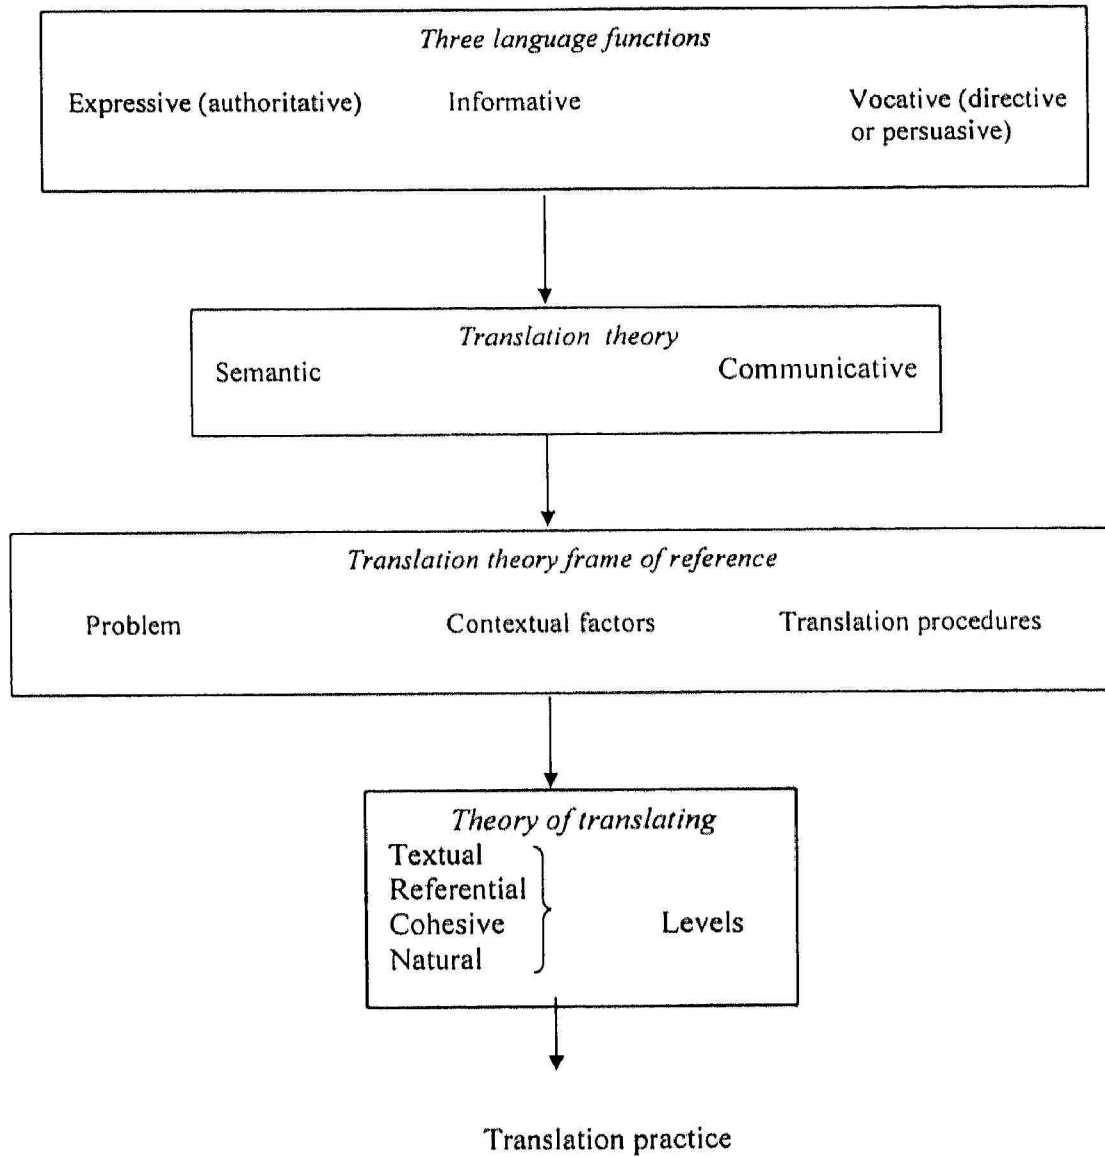 Three language functions
Expressive (authoritative) Informative Vocative (directive
or persuasive)
Translation theory
Semantic Communicative
Translation theory frame of reference
Problem Contextual factors Translation procedures
Theory of translating
Textual
Referential
Cohesive Levels
Natural
Translation practice